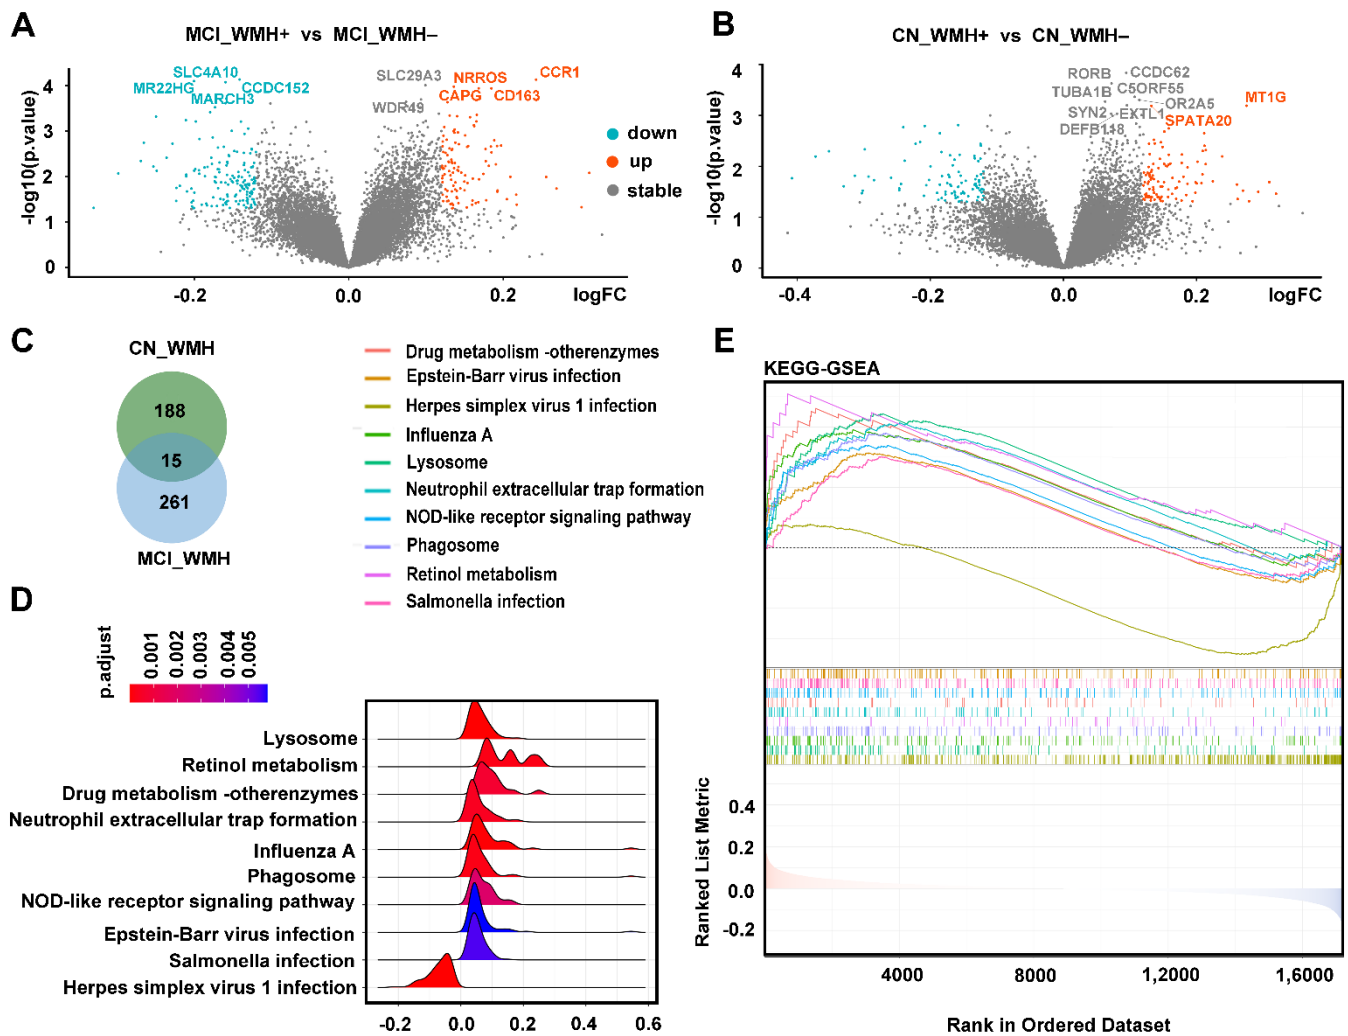 A
MCI_WMH+ vs MCI_WMH–
-log10(p.value)
4
3
2
1
0
SLC4A10
MR22HG
CCDC152
MARCH3
SLC29A3
WDR49
NRROS
CCR1
CAPG
CD163
down
up
stable
-0.2
0.0
0.2
logFC
B
CN_WMH+ vs CN_WMH–
-log10(p.value)
4
3
2
1
0
RORB
CCDC62
TUBA1B
C5ORF55
OR2A5
SYN2
EXTL1
DEFB118
MT1G
SPATA20
-0.4
-0.2
0.0
0.2
logFC
C
CN_WMH
188
15
261
MCI_WMH
Drug metabolism -otherenzymes
Epstein-Barr virus infection
Herpes simplex virus 1 infection
Influenza A
Lysosome
Neutrophil extracellular trap formation
NOD-like receptor signaling pathway
Phagosome
Retinol metabolism
Salmonella infection
D
p.adjust
0.001
0.002
0.003
0.004
0.005
Lysosome
Retinol metabolism
Drug metabolism -otherenzymes
Neutrophil extracellular trap formation
Influenza A
Phagosome
NOD-like receptor signaling pathway
Epstein-Barr virus infection
Salmonella infection
Herpes simplex virus 1 infection
-0.2
0.0
0.2
0.4
0.6
E
KEGG-GSEA
Ranked List Metric
0.4
0.2
0.0
-0.2
4000
8000
1,2000
1,6000
Rank in Ordered Dataset